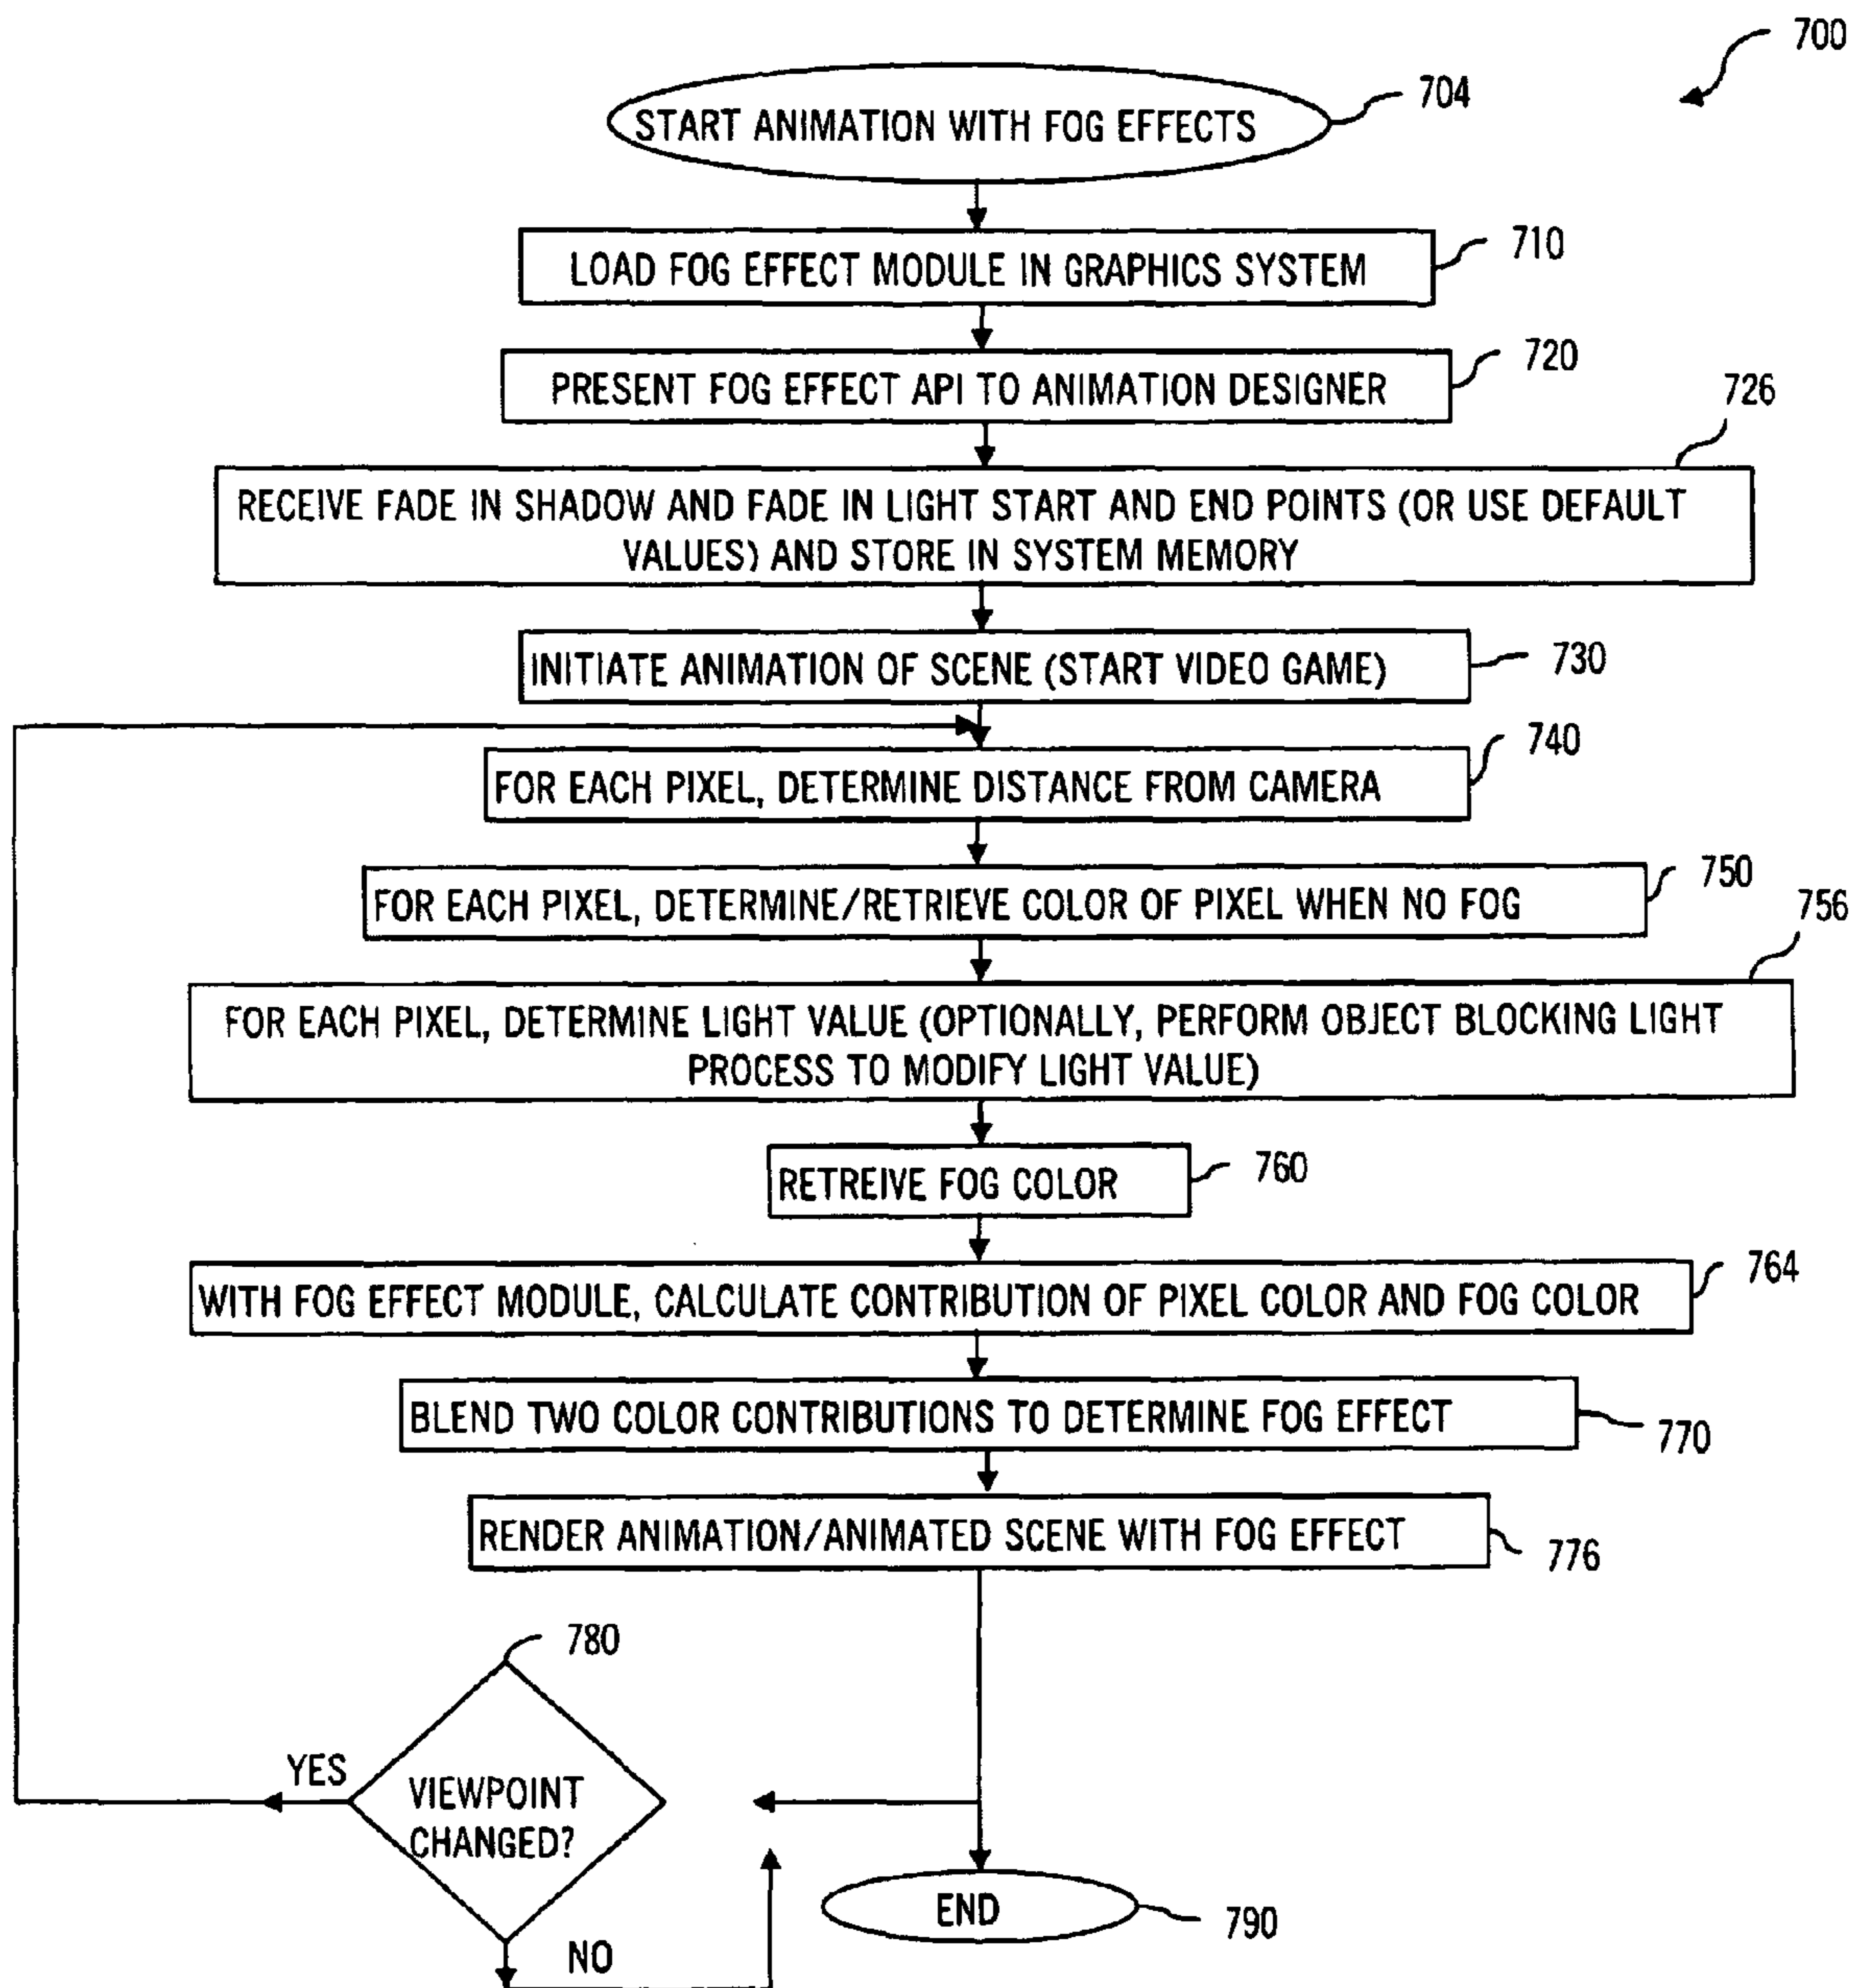 700
START ANIMATION WITH FOG EFFECTS
704
LOAD FOG EFFECT MODULE IN GRAPHICS SYSTEM
710
PRESENT FOG EFFECT API TO ANIMATION DESIGNER
720
726
RECEIVE FADE IN SHADOW AND FADE IN LIGHT START AND END POINTS (OR USE DEFAULT
VALUES) AND STORE IN SYSTEM MEMORY
INITIATE ANIMATION OF SCENE (START VIDEO GAME)
730
FOR EACH PIXEL, DETERMINE DISTANCE FROM CAMERA
740
FOR EACH PIXEL, DETERMINE/RETRIEVE COLOR OF PIXEL WHEN NO FOG
750
756
FOR EACH PIXEL, DETERMINE LIGHT VALUE (OPTIONALLY, PERFORM OBJECT BLOCKING LIGHT
PROCESS TO MODIFY LIGHT VALUE)
RETREIVE FOG COLOR
760
WITH FOG EFFECT MODULE, CALCULATE CONTRIBUTION OF PIXEL COLOR AND FOG COLOR
764
BLEND TWO COLOR CONTRIBUTIONS TO DETERMINE FOG EFFECT
770
RENDER ANIMATION/ANIMATED SCENE WITH FOG EFFECT
776
780
YES
VIEWPOINT
CHANGED?
NO
END
790